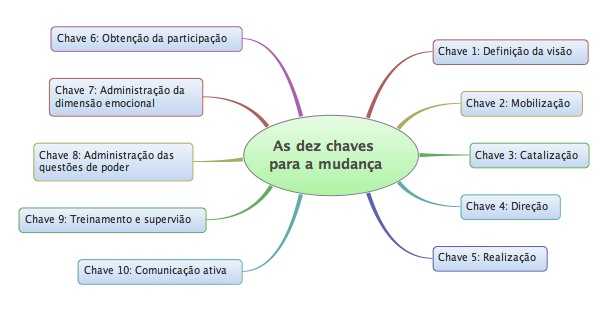 As dez chaves
para a mudança
Chave 1: Definição da visão
Chave 2: Mobilização
Chave 3: Catalização
Chave 4: Direção
Chave 5: Realização
Chave 6: Obtenção da participação
Chave 7: Administração da
dimensão emocional
Chave 8: Administração das
questões de poder
Chave 9: Treinamento e supervião
Chave 10: Comunicação ativa